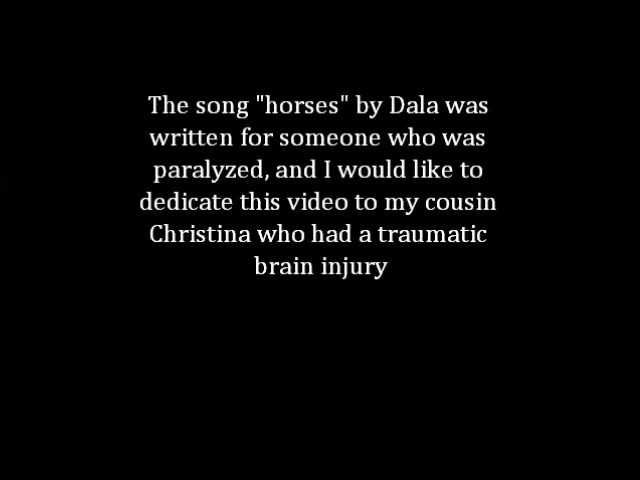 The song "horses" by Dala was
written for someone who was
paralyzed, and I would like to
dedicate this video to my cousin
Christina who had a traumatic
brain injury